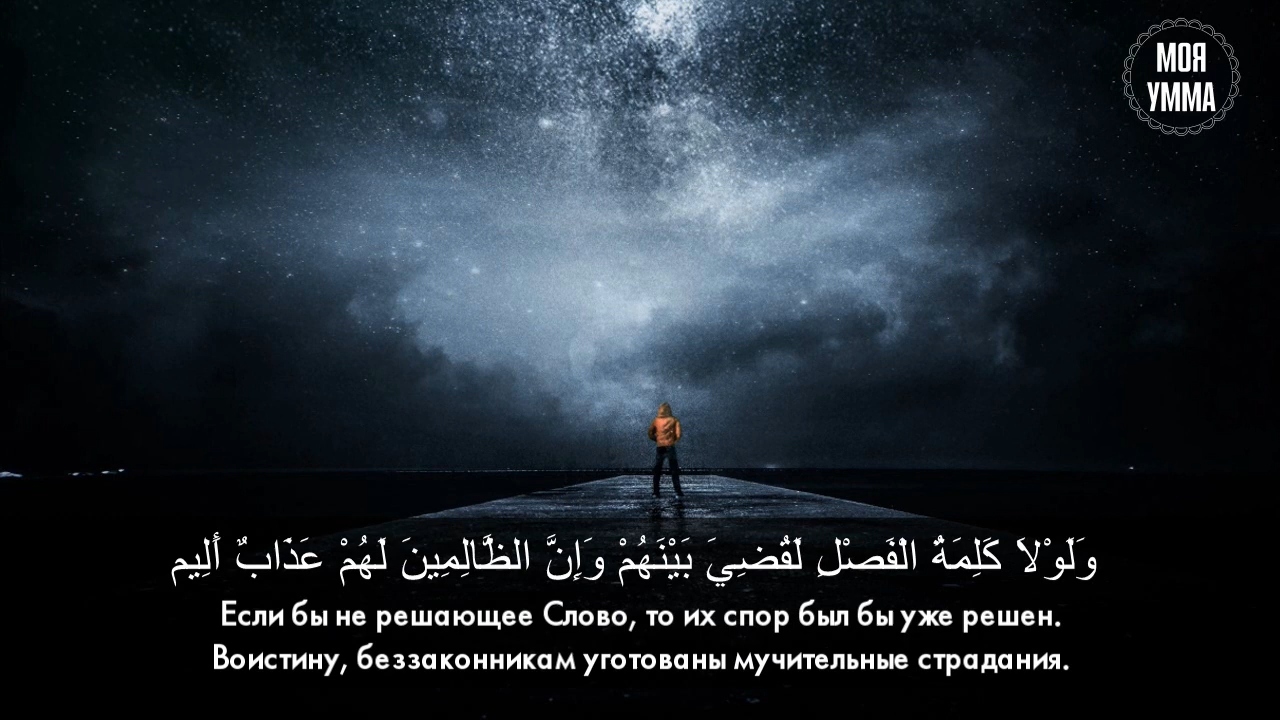 МОЯ
УММА
وَلَوْلَا كَلِمَةُ الْفَصْلِ لَقُضِيَ بَيْنَهُمْ وَإِنَّ الظَّالِمِينَ لَهُمْ عَذَابٌ أَلِيم
Если бы не решающее Слово, то их спор был бы уже решен.
Воистину, беззаконникам уготованы мучительные страдания.